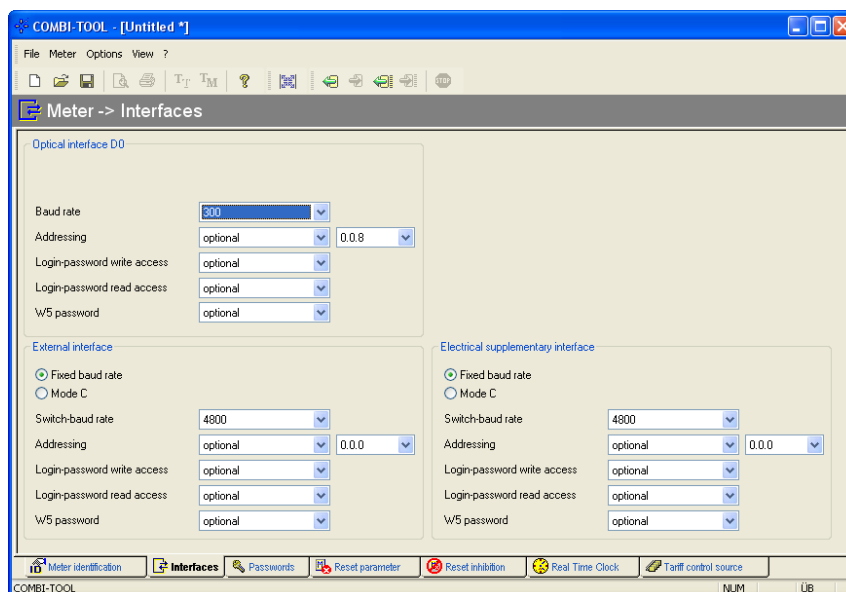 COMBI-TOOL - [Untitled *]
File Meter Options View ?
TT TM ? STOP
Meter -> Interfaces
Optical interface D0
Baud rate 300
Addressing optional 0.0.8
Login-password write access optional
Login-password read access optional
W5 password optional
External interface
Fixed baud rate
Mode C
Switch-baud rate 4800
Addressing optional 0.0.0
Login-password write access optional
Login-password read access optional
W5 password optional
Electrical supplementary interface
Fixed baud rate
Mode C
Switch-baud rate 4800
Addressing optional 0.0.0
Login-password write access optional
Login-password read access optional
W5 password optional
ID Meter identification Interfaces Passwords Reset parameter Reset inhibition Real Time Clock Tariff control source
COMBI-TOOL NUM ÜB